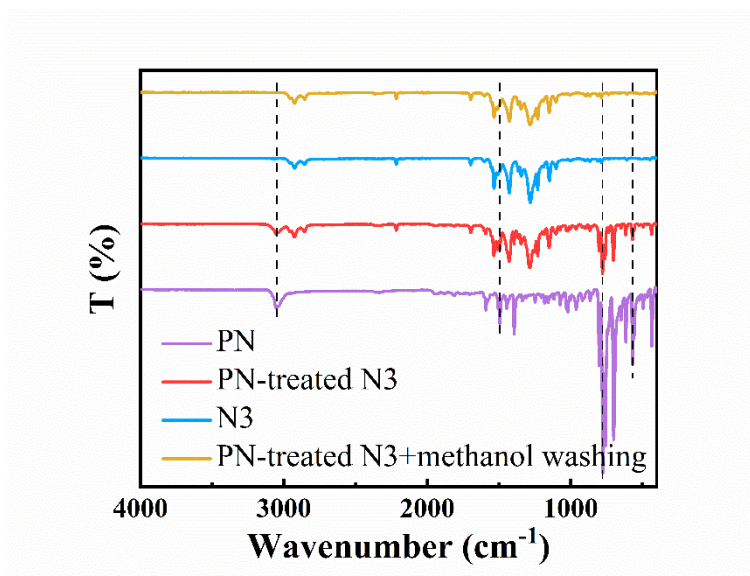 T (%)
PN
PN-treated N3
N3
PN-treated N3+methanol washing
4000
3000
2000
1000
Wavenumber (cm⁻¹)